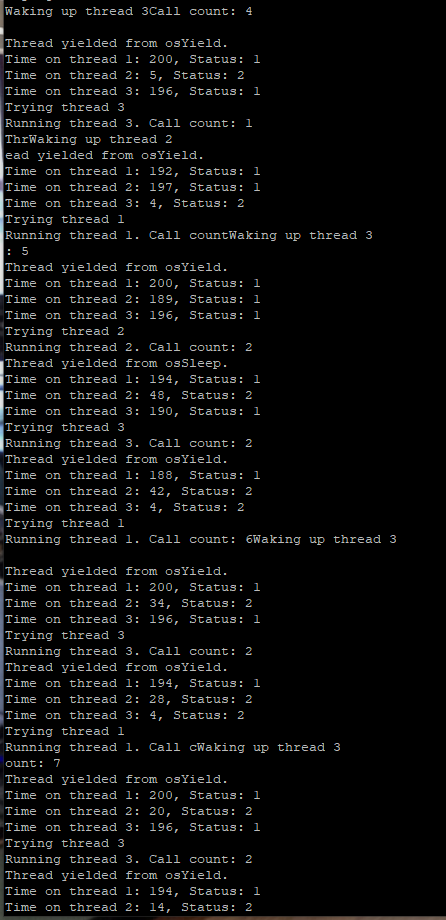 Waking up thread 3Call count: 4
Thread yielded from osYield.
Time on thread 1: 200, Status: 1
Time on thread 2: 5, Status: 2
Time on thread 3: 196, Status: 1
Trying thread 3
Running thread 3. Call count: 1
ThrWaking up thread 2
ead yielded from osYield.
Time on thread 1: 192, Status: 1
Time on thread 2: 197, Status: 1
Time on thread 3: 4, Status: 2
Trying thread 1
Running thread 1. Call countWaking up thread 3
: 5
Thread yielded from osYield.
Time on thread 1: 200, Status: 1
Time on thread 2: 189, Status: 1
Time on thread 3: 196, Status: 1
Trying thread 2
Running thread 2. Call count: 2
Thread yielded from osSleep.
Time on thread 1: 194, Status: 1
Time on thread 2: 48, Status: 2
Time on thread 3: 190, Status: 1
Trying thread 3
Running thread 3. Call count: 2
Thread yielded from osYield.
Time on thread 1: 188, Status: 1
Time on thread 2: 42, Status: 2
Time on thread 3: 4, Status: 2
Trying thread 1
Running thread 1. Call count: 6Waking up thread 3
Thread yielded from osYield.
Time on thread 1: 200, Status: 1
Time on thread 2: 34, Status: 2
Time on thread 3: 196, Status: 1
Trying thread 3
Running thread 3. Call count: 2
Thread yielded from osYield.
Time on thread 1: 194, Status: 1
Time on thread 2: 28, Status: 2
Time on thread 3: 4, Status: 2
Trying thread 1
Running thread 1. Call cWaking up thread 3
ount: 7
Thread yielded from osYield.
Time on thread 1: 200, Status: 1
Time on thread 2: 20, Status: 2
Time on thread 3: 196, Status: 1
Trying thread 3
Running thread 3. Call count: 2
Thread yielded from osYield.
Time on thread 1: 194, Status: 1
Time on thread 2: 14, Status: 2